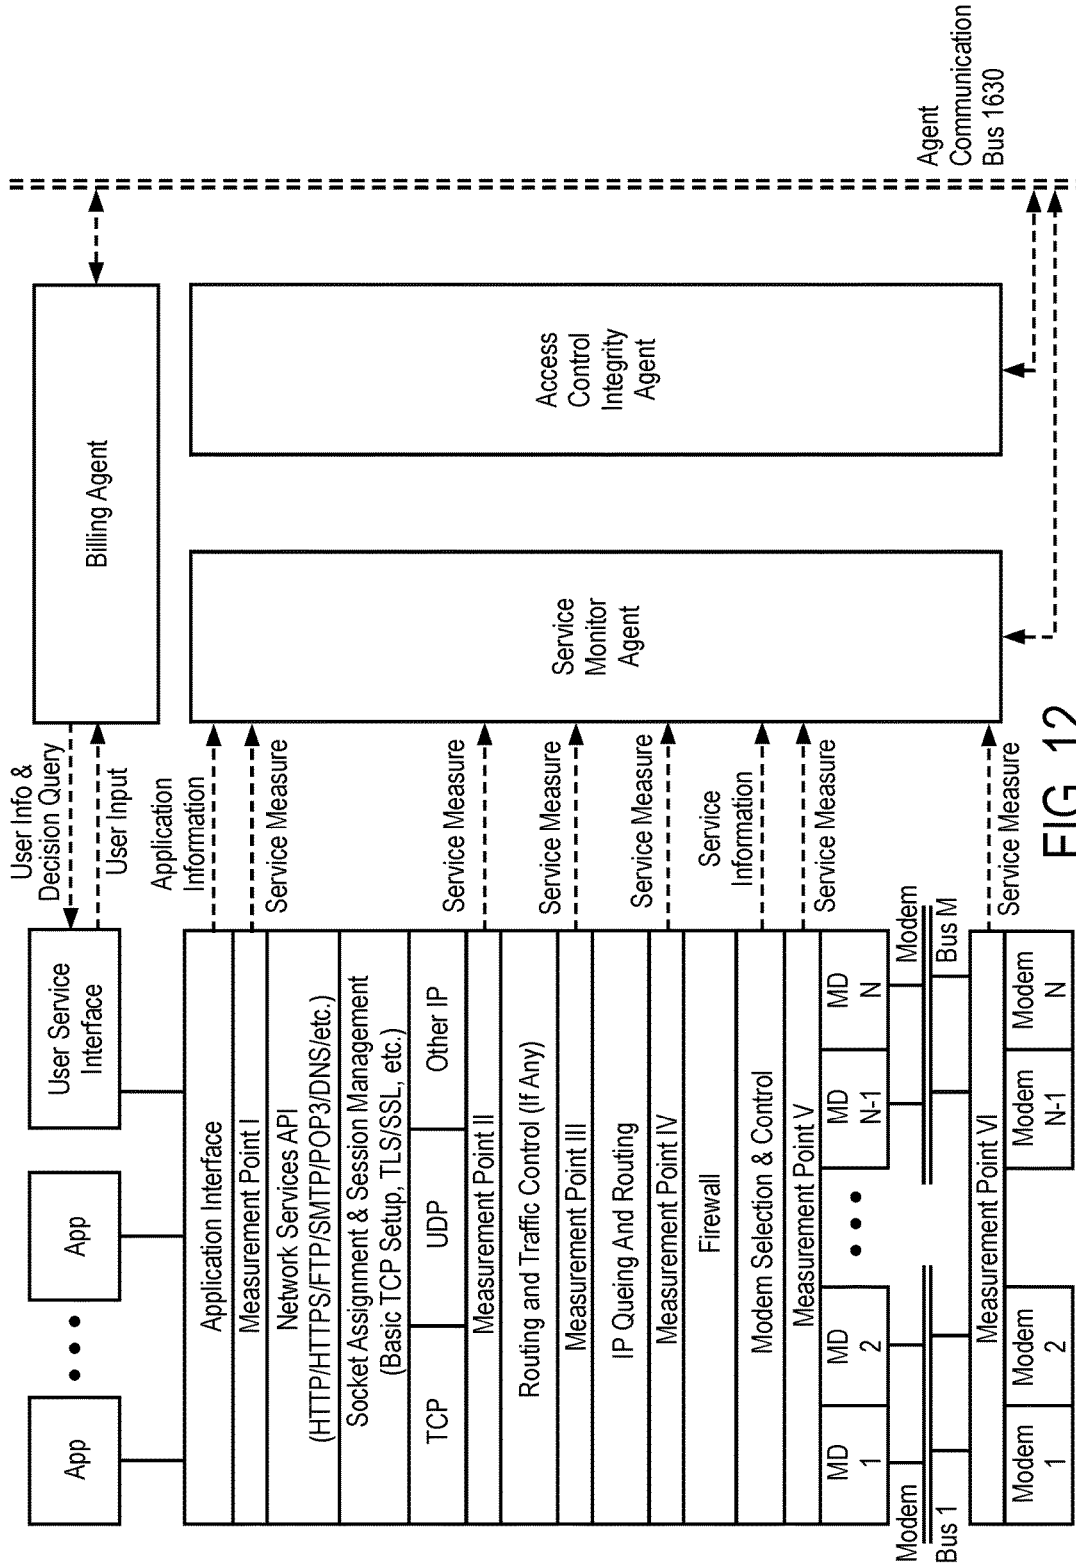 App
App
User Service
Interface
User Info &
Decision Query
User Input
Billing Agent
Application
Information
Service Measure
Application Interface
Measurement Point I
Network Services API
(HTTP/HTTPS/FTP/SMTP/POP3/DNS/etc.)
Socket Assignment & Session Management
(Basic TCP Setup, TLS/SSL, etc.)
TCP
UDP
Other IP
Measurement Point II
Service Measure
Routing and Traffic Control (If Any)
Measurement Point III
Service Measure
IP Queing And Routing
Measurement Point IV
Service Measure
Firewall
Modem Selection & Control
Service
Information
Measurement Point V
Service Measure
MD
1
MD
2
MD
N-1
MD
N
Modem
Bus 1
Modem
Bus M
Measurement Point VI
Service Measure
Modem
1
Modem
2
Modem
N-1
Modem
N
Service
Monitor
Agent
Access
Control
Integrity
Agent
Agent
Communication
Bus 1630
FIG. 12